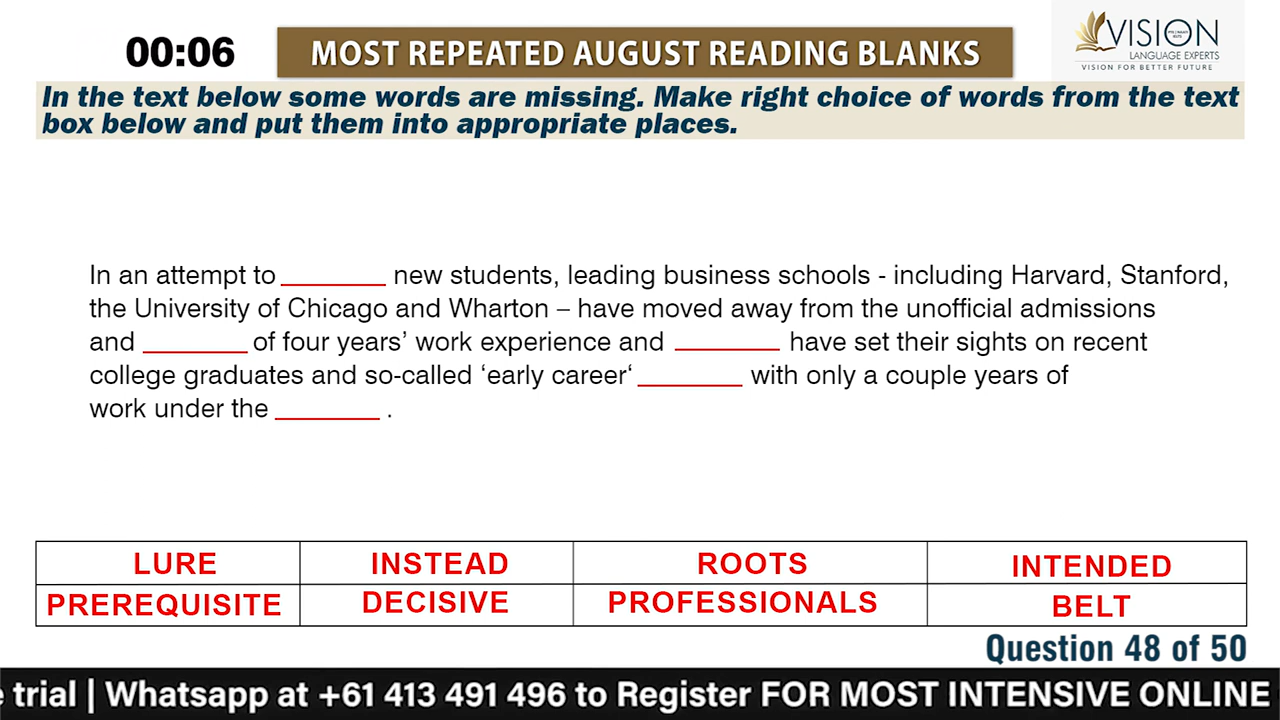 00:06
MOST REPEATED AUGUST READING BLANKS
VISION
LANGUAGE EXPERTS
VISION FOR BETTER FUTURE
In the text below some words are missing. Make right choice of words from the text
box below and put them into appropriate places.
In an attempt to ________ new students, leading business schools - including Harvard, Stanford,
the University of Chicago and Wharton – have moved away from the unofficial admissions
and ________ of four years’ work experience and ________ have set their sights on recent
college graduates and so-called ‘early career‘ ________ with only a couple years of
work under the ________ .
LURE INSTEAD ROOTS INTENDED
PREREQUISITE DECISIVE PROFESSIONALS BELT
Question 48 of 50
e trial | Whatsapp at +61 413 491 496 to Register FOR MOST INTENSIVE ONLINE